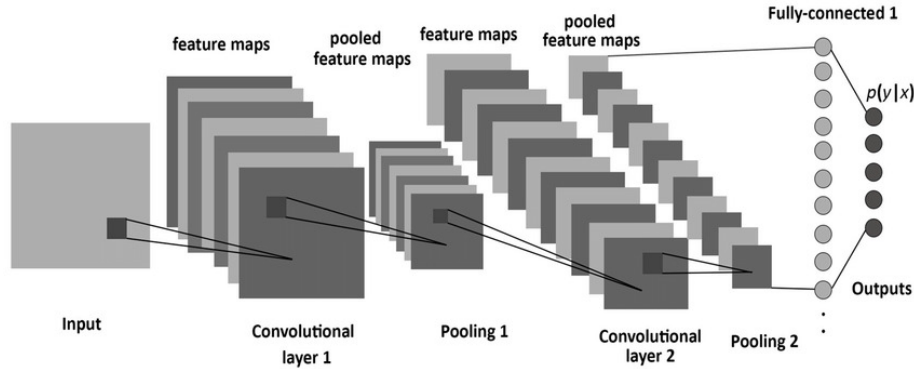 Fully-connected 1
feature maps
pooled
feature maps
feature maps
pooled
feature maps
p(y|x)
Input
Convolutional
layer 1
Pooling 1
Convolutional
layer 2
Pooling 2
Outputs